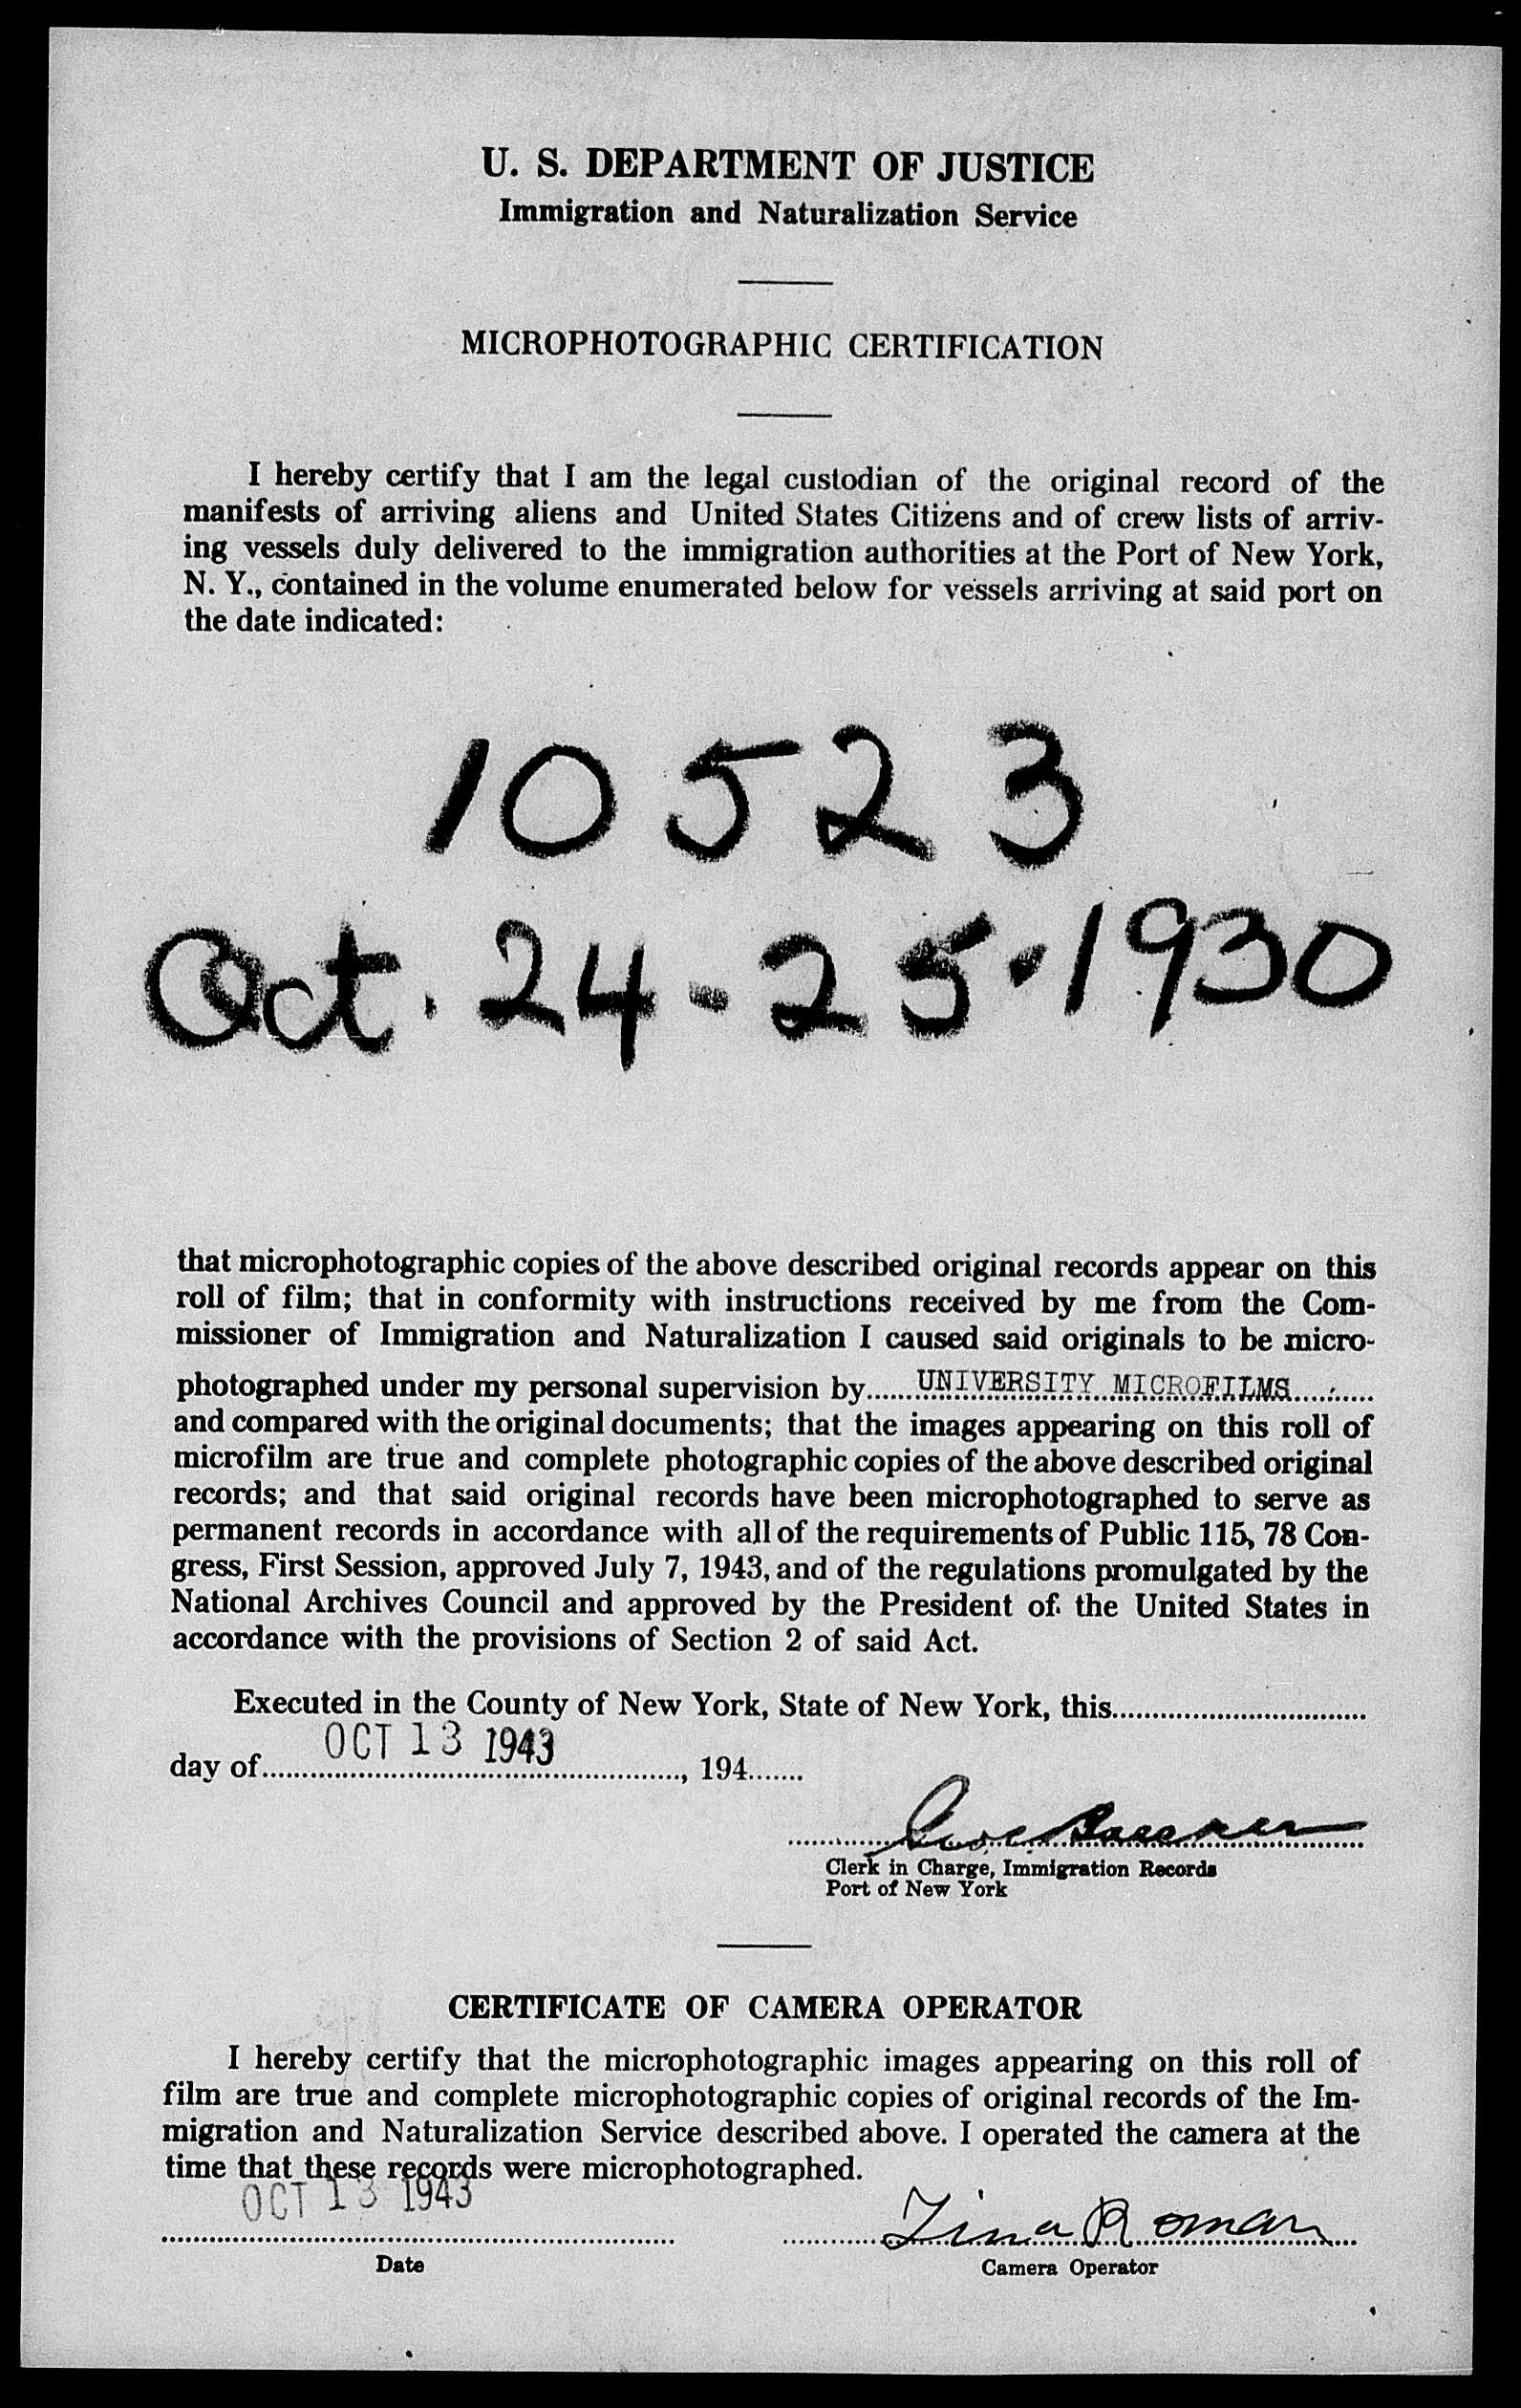 U. S. DEPARTMENT OF JUSTICE
Immigration and Naturalization Service
MICROPHOTOGRAPHIC CERTIFICATION
I hereby certify that I am the legal custodian of the original record of the
manifests of arriving aliens and United States Citizens and of crew lists of arriv-
ing vessels duly delivered to the immigration authorities at the Port of New York,
N. Y., contained in the volume enumerated below for vessels arriving at said port on
the date indicated:
10523
Oct. 24-25.1930
that microphotographic copies of the above described original records appear on this
roll of film; that in conformity with instructions received by me from the Com-
missioner of Immigration and Naturalization I caused said originals to be micro-
photographed under my personal supervision by......UNIVERSITY MICROFILMS..........
and compared with the original documents; that the images appearing on this roll of
microfilm are true and complete photographic copies of the above described original
records; and that said original records have been microphotographed to serve as
permanent records in accordance with all of the requirements of Public 115, 78 Con-
gress, First Session, approved July 7, 1943, and of the regulations promulgated by the
National Archives Council and approved by the President of the United States in
accordance with the provisions of Section 2 of said Act.
Executed in the County of New York, State of New York, this................................
OCT 13 1943
day of...................................................., 194.......
Clerk in Charge, Immigration Records
Port of New York
CERTIFICATE OF CAMERA OPERATOR
I hereby certify that the microphotographic images appearing on this roll of
film are true and complete microphotographic copies of original records of the Im-
migration and Naturalization Service described above. I operated the camera at the
time that these records were microphotographed.
OCT 13 1943
Tina Roman
Date
Camera Operator